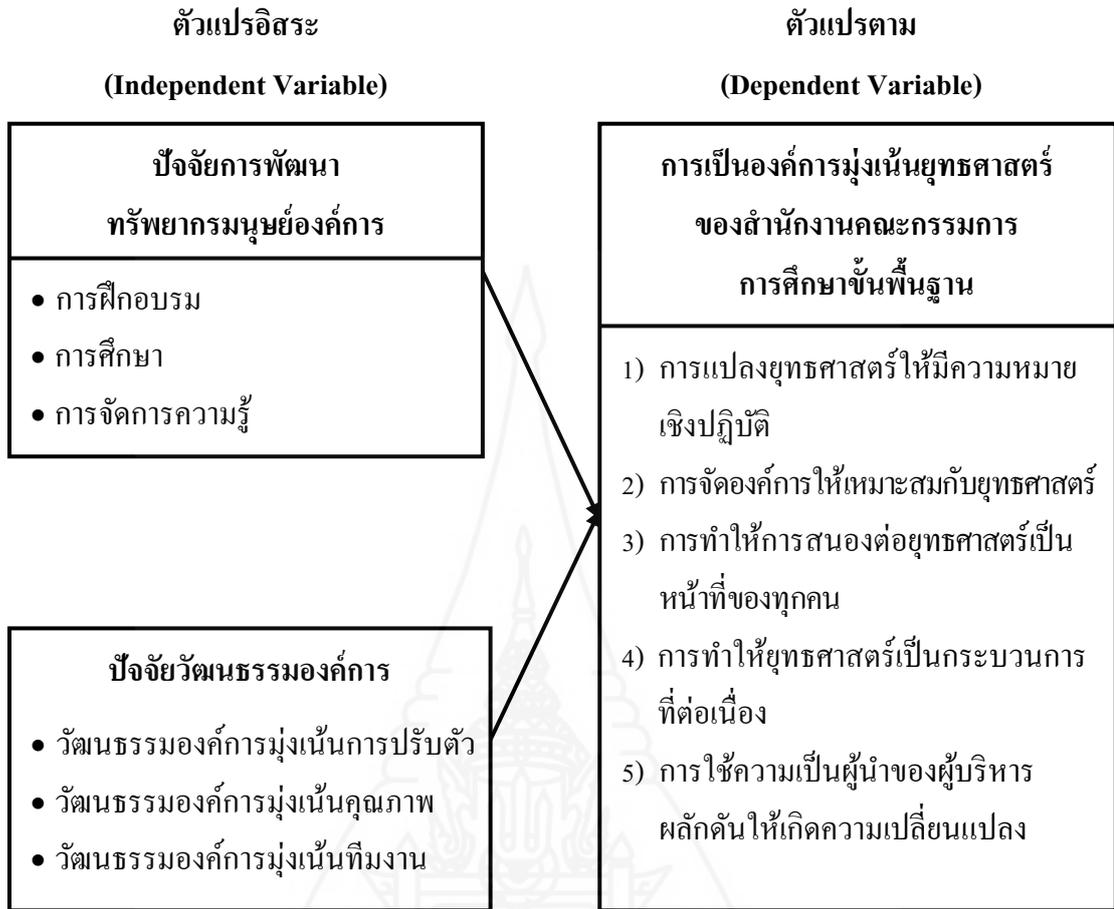 ตัวแปรอิสระ
(Independent Variable)
ปัจจัยการพัฒนา
ทรัพยากรมนุษย์องค์การ
• การฝึกอบรม
• การศึกษา
• การจัดการความรู้
ปัจจัยวัฒนธรรมองค์การ
• วัฒนธรรมองค์การมุ่งเน้นการปรับตัว
• วัฒนธรรมองค์การมุ่งเน้นคุณภาพ
• วัฒนธรรมองค์การมุ่งเน้นทีมงาน
ตัวแปรตาม
(Dependent Variable)
การเป็นองค์การมุ่งเน้นยุทธศาสตร์
ของสำนักงานคณะกรรมการ
การศึกษาขั้นพื้นฐาน
1) การแปลงยุทธศาสตร์ให้มีความหมาย
เชิงปฏิบัติ
2) การจัดองค์การให้เหมาะสมกับยุทธศาสตร์
3) การทำให้การสนองต่อยุทธศาสตร์เป็น
หน้าที่ของทุกคน
4) การทำให้ยุทธศาสตร์เป็นกระบวนการ
ที่ต่อเนื่อง
5) การใช้ความเป็นผู้นำของผู้บริหาร
ผลักดันให้เกิดความเปลี่ยนแปลง